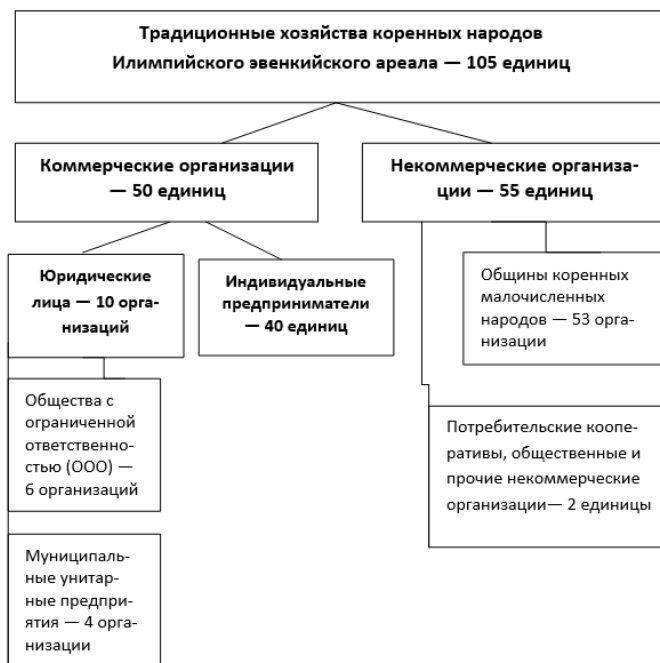 Традиционные хозяйства коренных народов
Илимпийского эвенкийского ареала — 105 единиц
Коммерческие организации
— 50 единиц
Некоммерческие организа-
ции — 55 единиц
Юридические
лица — 10 орга-
низаций
Индивидуальные
предприниматели
— 40 единиц
Общины коренных
малочисленных
народов — 53 орга-
низации
Общества с
ограниченной
ответственно-
стью (ООО) —
6 организаций
Потребительские коопе-
ративы, общественные и
прочие некоммерческие
организации— 2 единицы
Муниципаль-
ные унитар-
ные предпри-
ятия — 4 орга-
низации